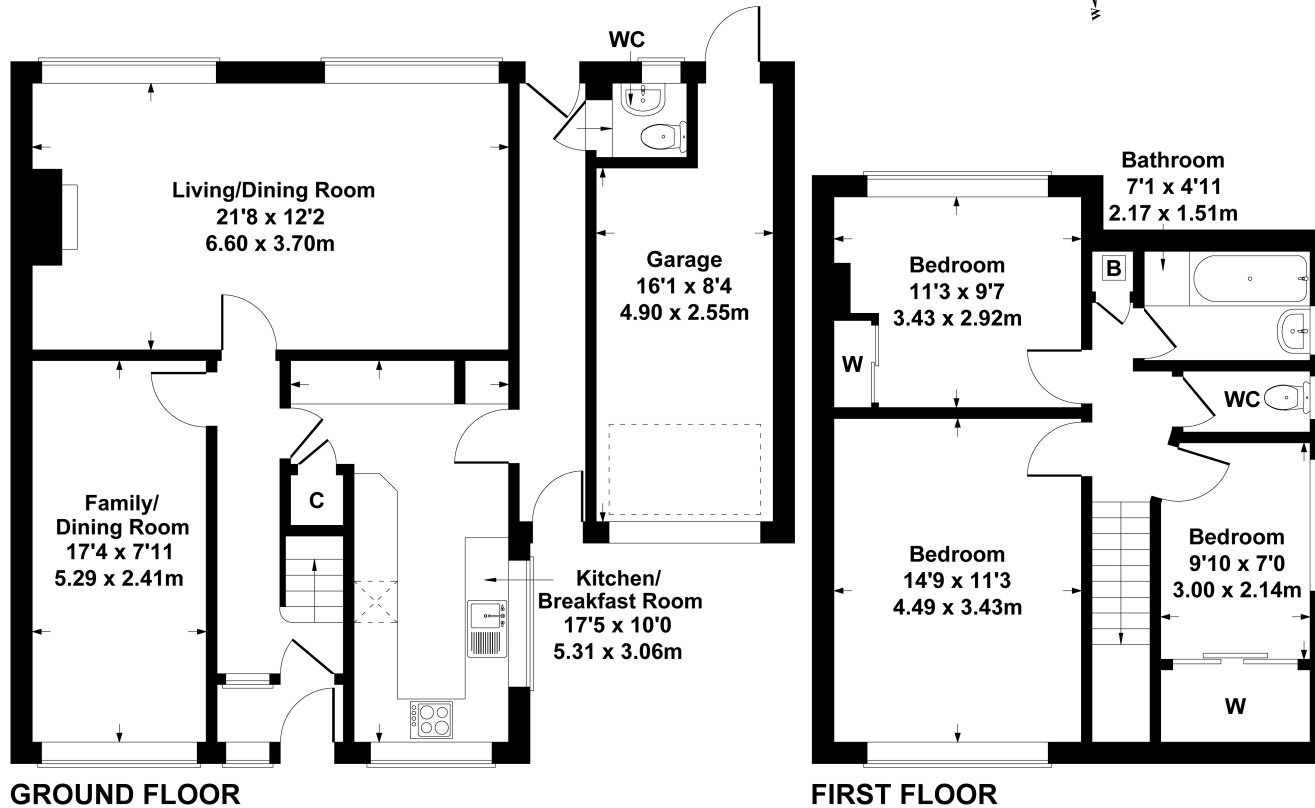 W
WC
Living/Dining Room
21'8 x 12'2
6.60 x 3.70m
Garage
16'1 x 8'4
4.90 x 2.55m
Family/
Dining Room
17'4 x 7'11
5.29 x 2.41m
C
Kitchen/
Breakfast Room
17'5 x 10'0
5.31 x 3.06m
GROUND FLOOR
Bathroom
7'1 x 4'11
2.17 x 1.51m
B
Bedroom
11'3 x 9'7
3.43 x 2.92m
W
WC
Bedroom
14'9 x 11'3
4.49 x 3.43m
Bedroom
9'10 x 7'0
3.00 x 2.14m
W
FIRST FLOOR